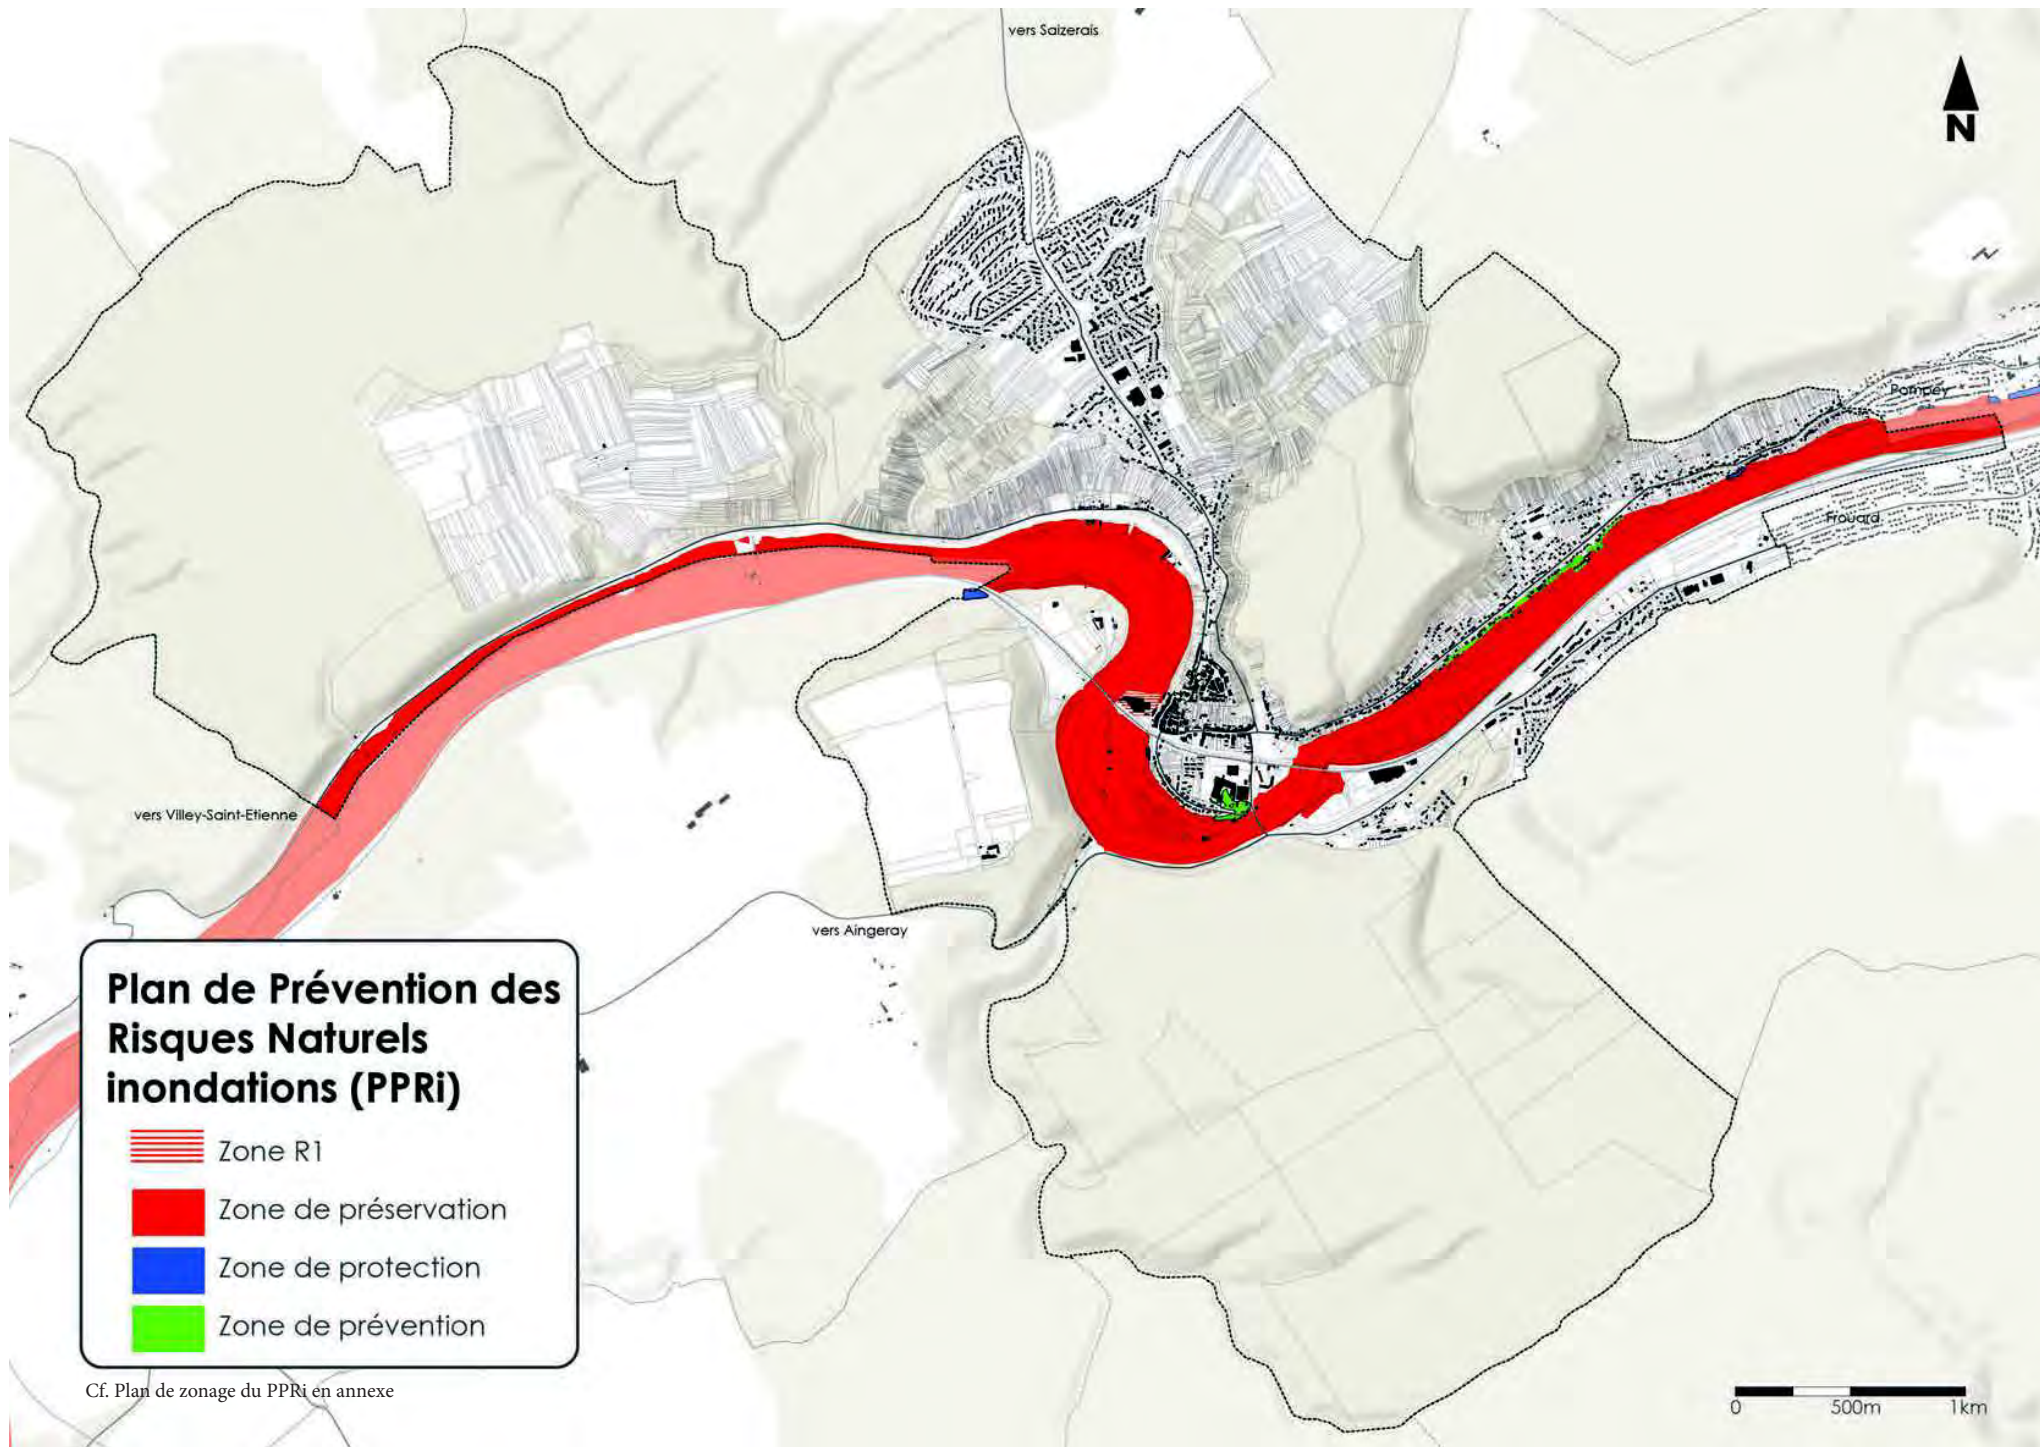 vers Saizerais
N
Pompey
Frouard
vers Villey-Saint-Etienne
vers Aingeray
Plan de Prévention des
Risques Naturels
inondations (PPRi)
Zone R1
Zone de préservation
Zone de protection
Zone de prévention
Cf. Plan de zonage du PPRi en annexe
0 500m 1km